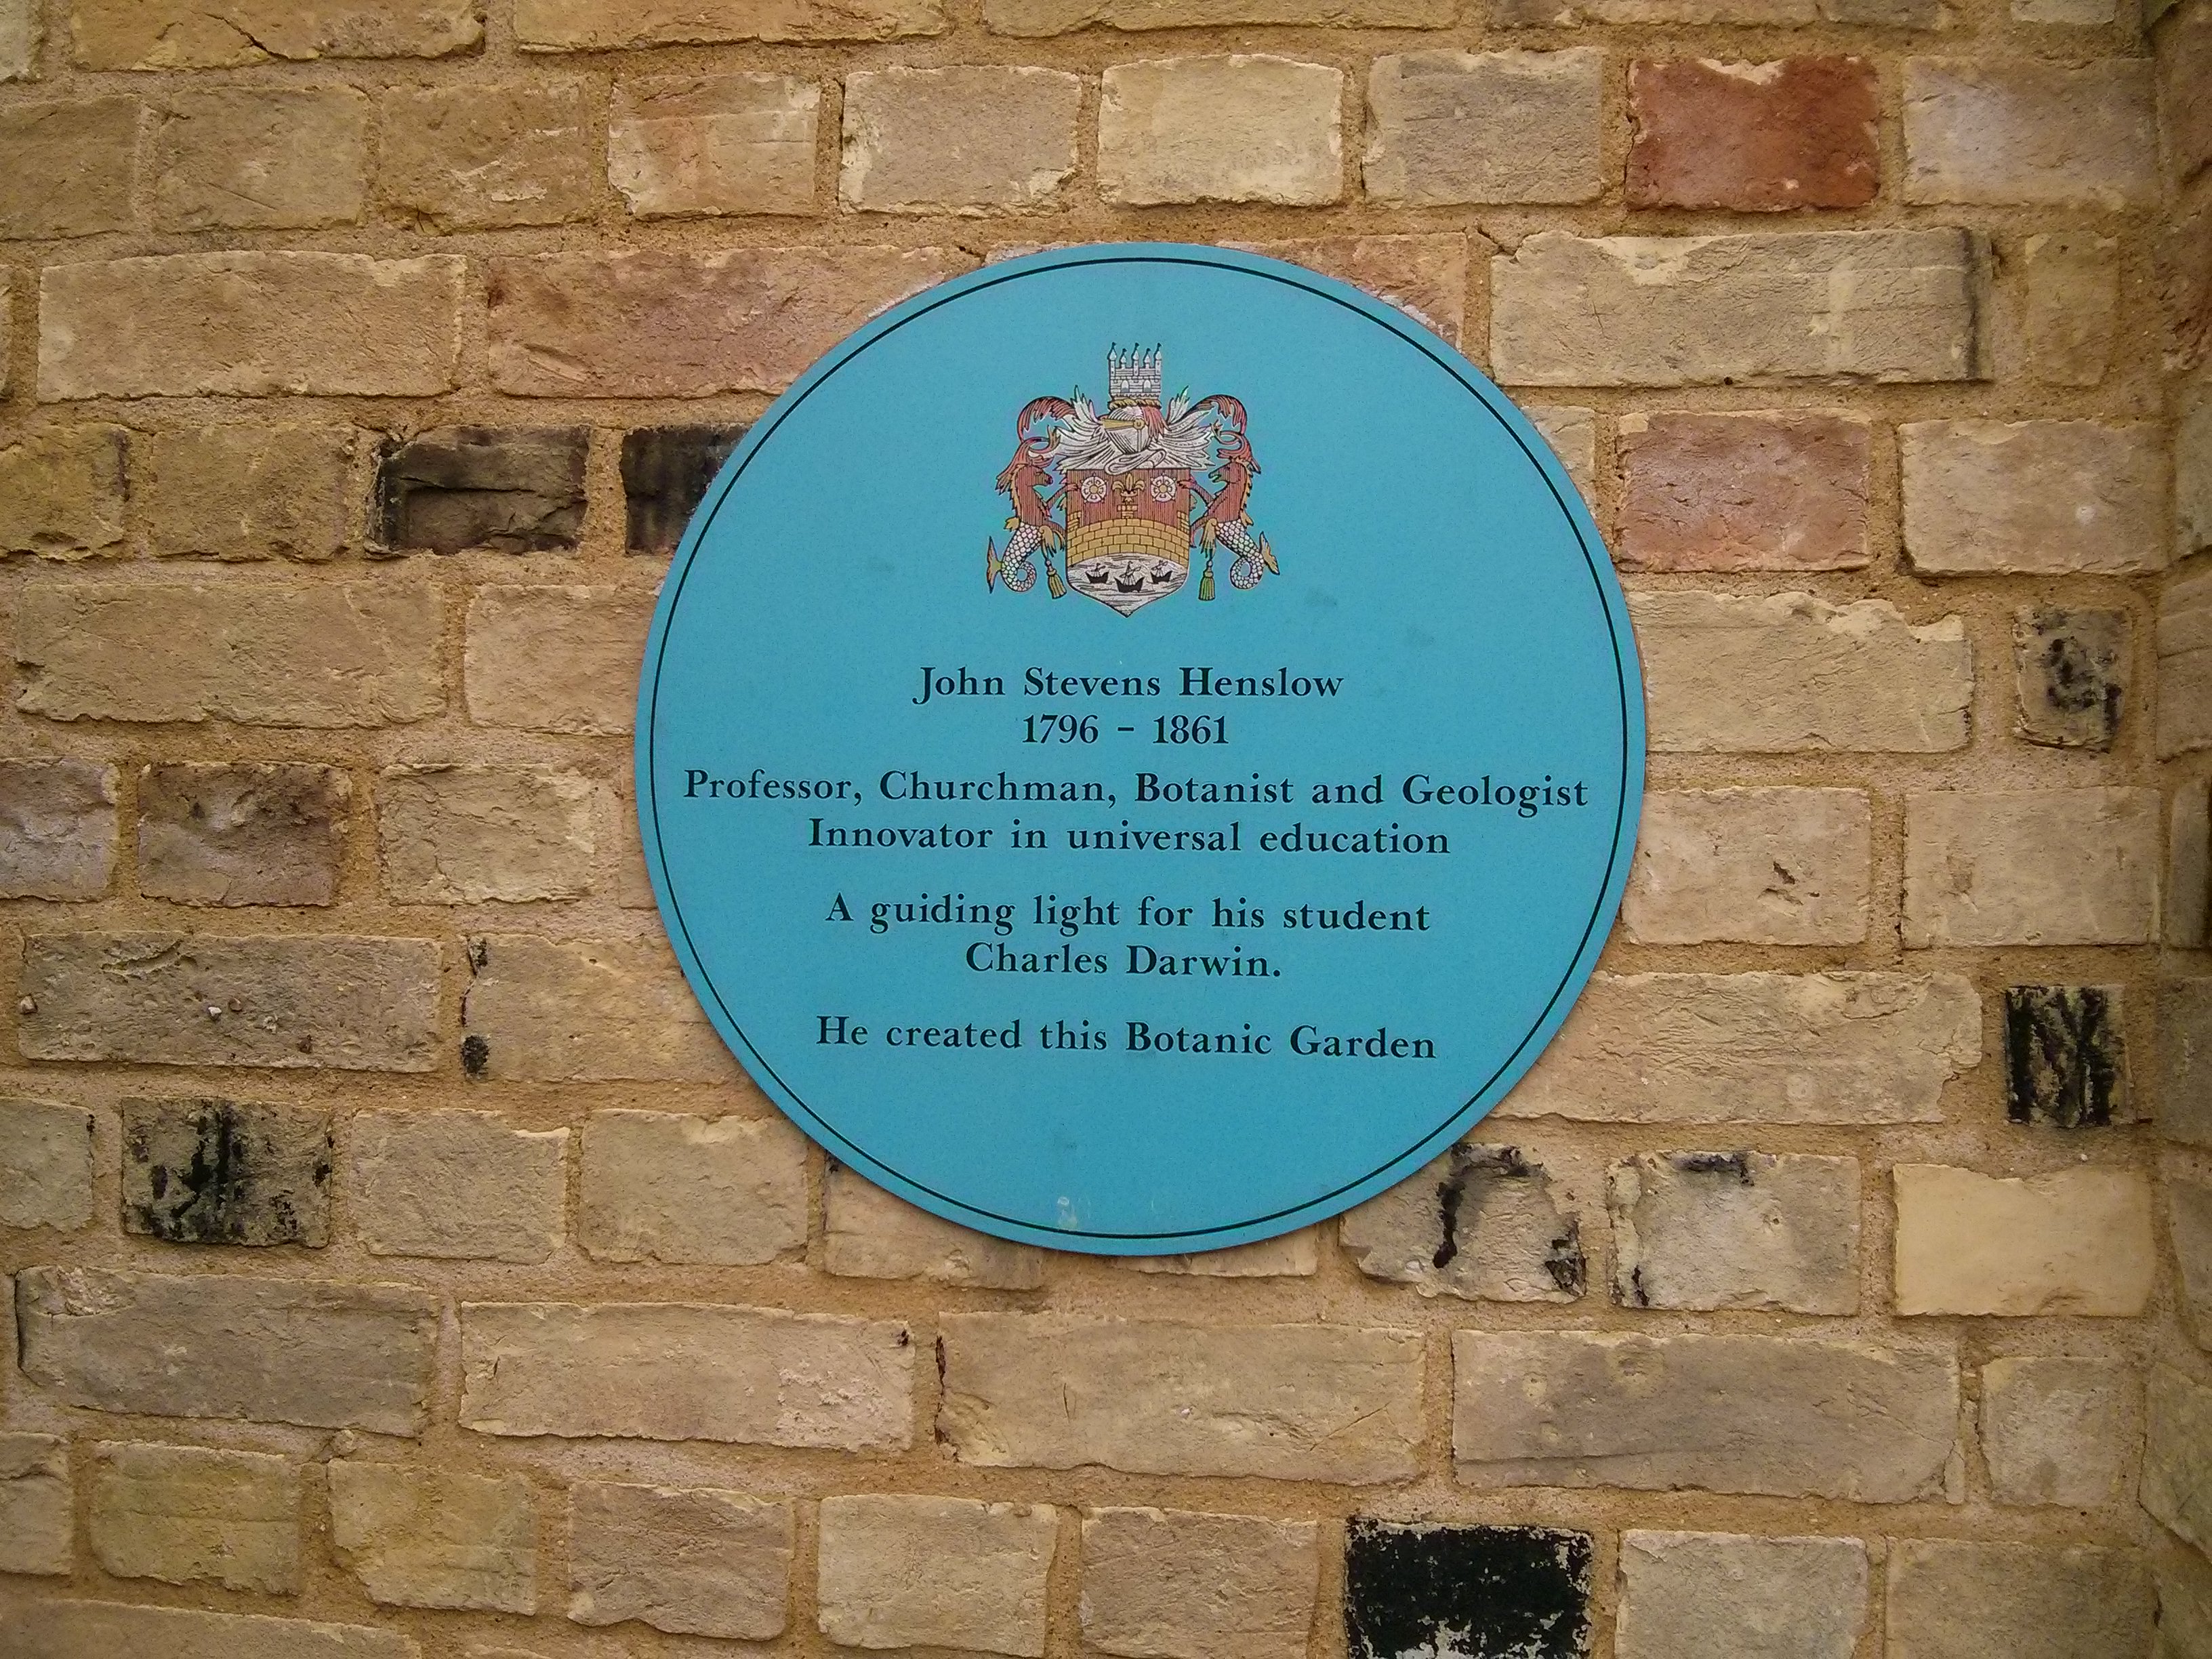 John Stevens Henslow
1796 - 1861
Professor, Churchman, Botanist and Geologist
Innovator in universal education
A guiding light for his student
Charles Darwin.
He created this Botanic Garden